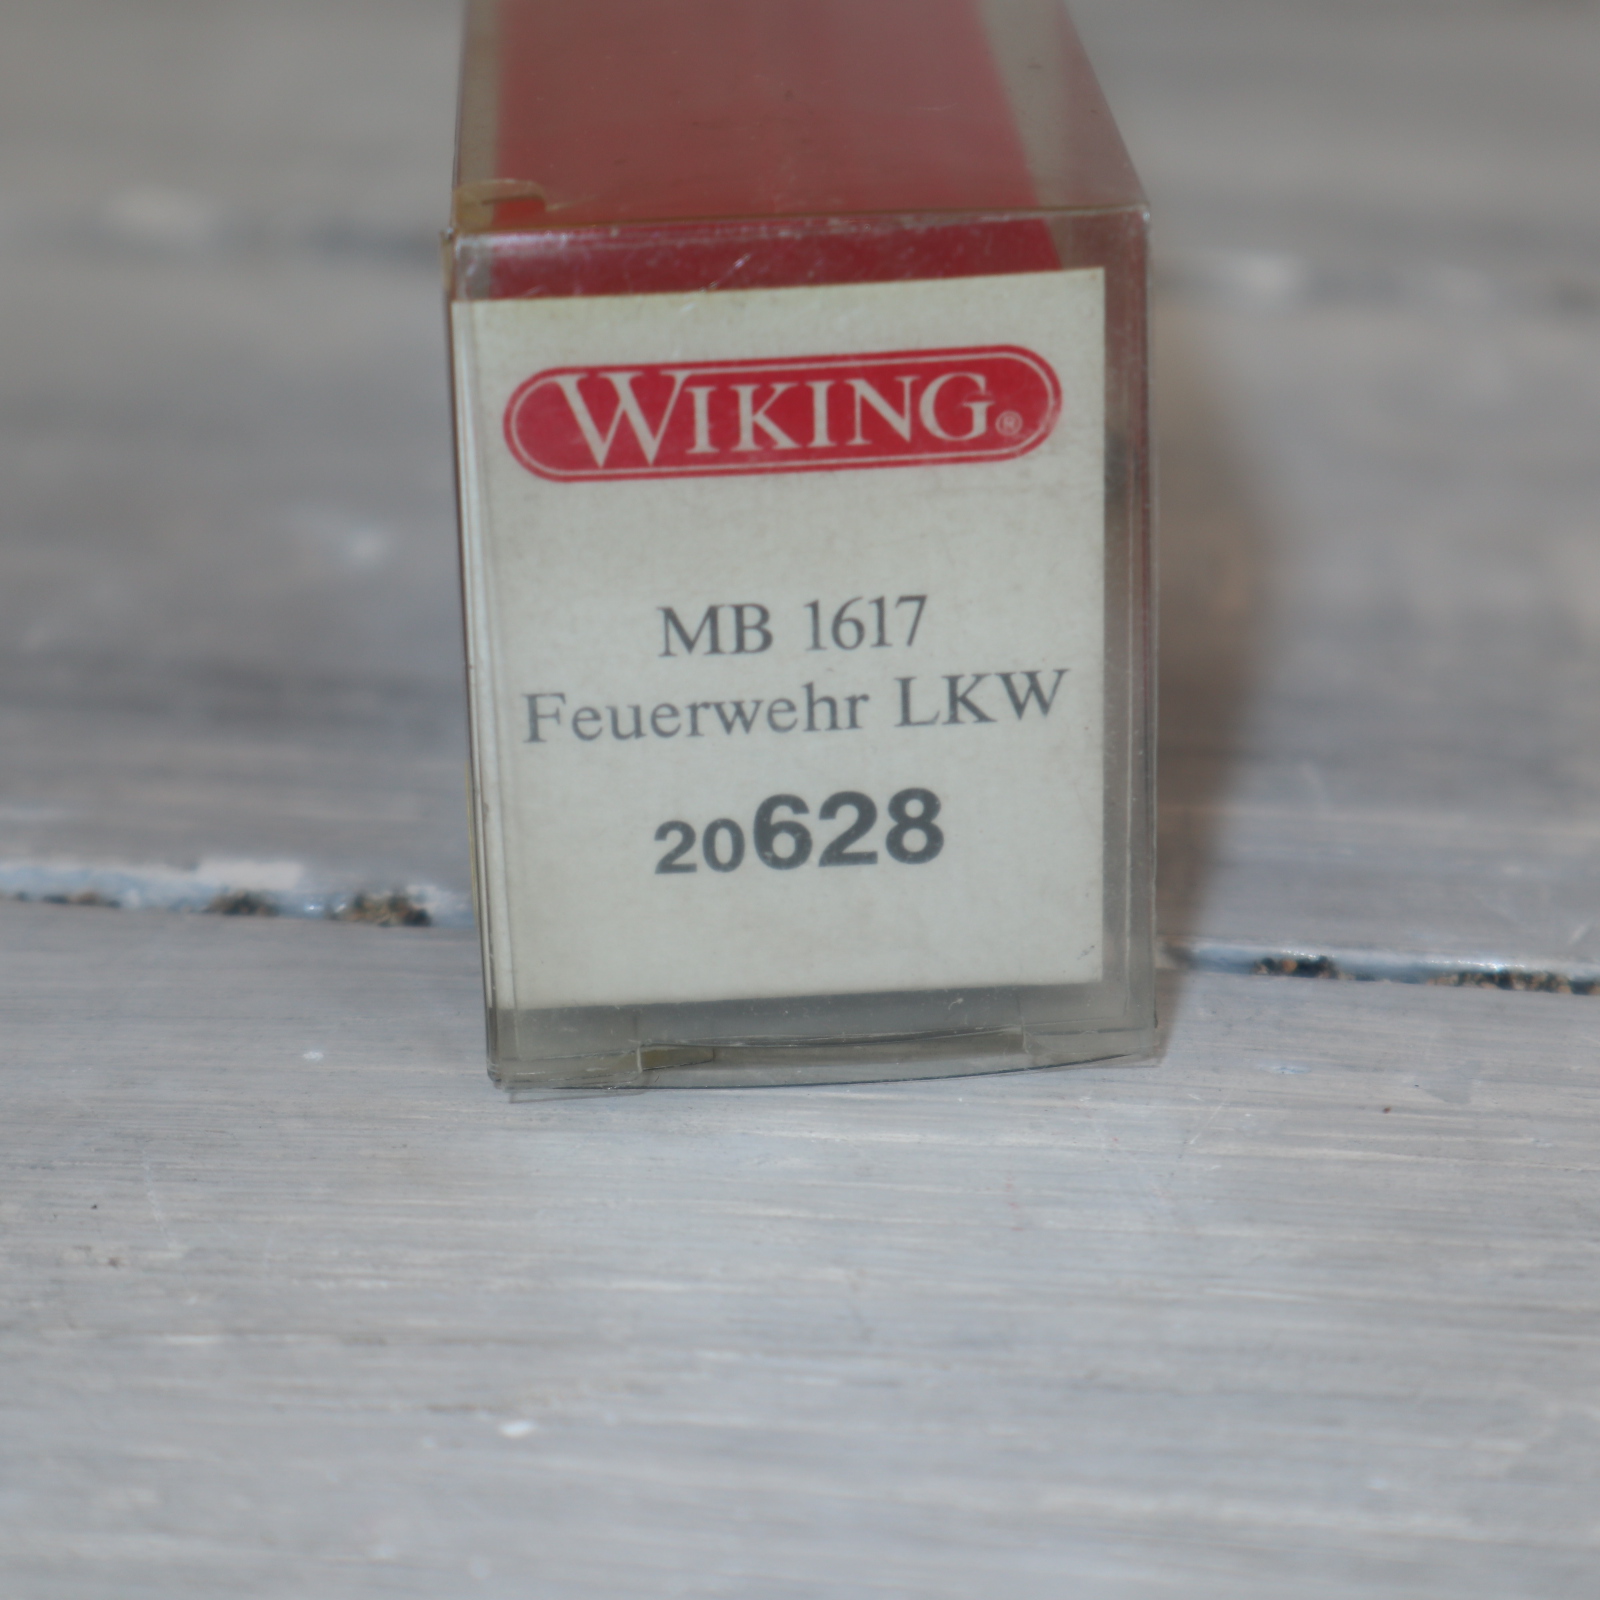 WIKING®
MB 1617
Feuerwehr LKW
20628